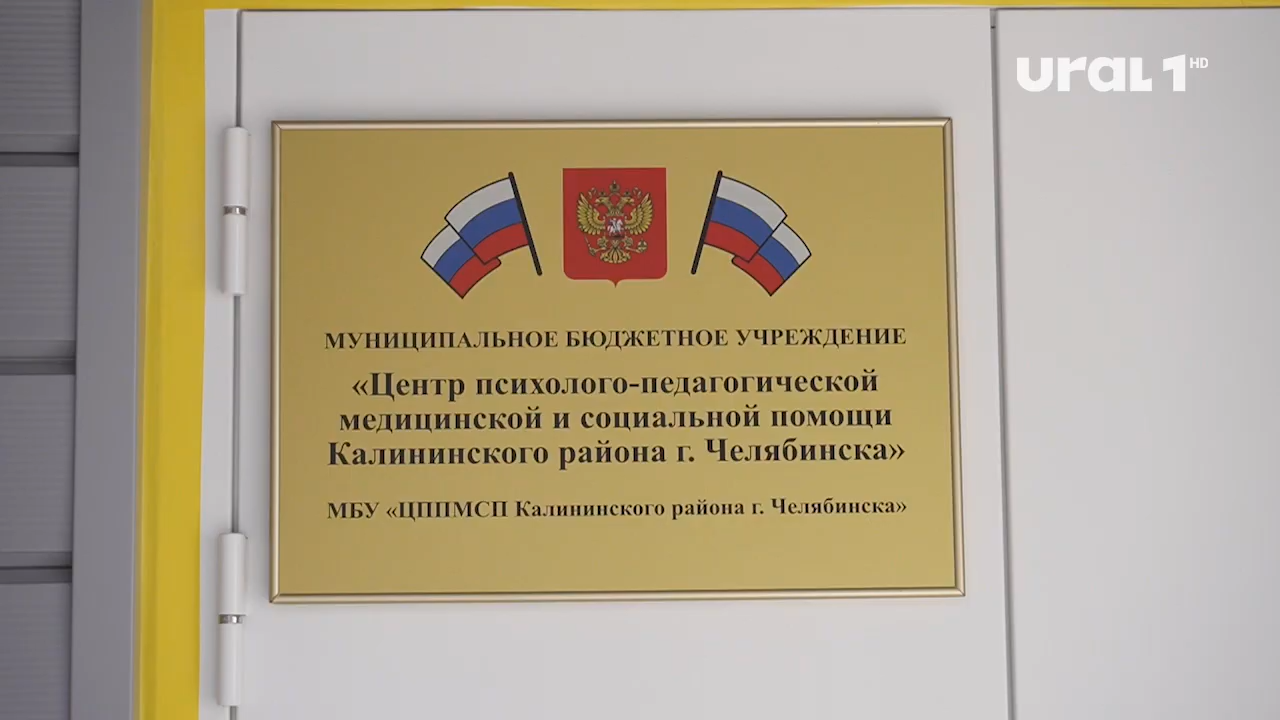 ural 1 HD
МУНИЦИПАЛЬНОЕ БЮДЖЕТНОЕ УЧРЕЖДЕНИЕ
«Центр психолого-педагогической
медицинской и социальной помощи
Калининского района г. Челябинска»
МБУ «ЦППМСП Калининского района г. Челябинска»